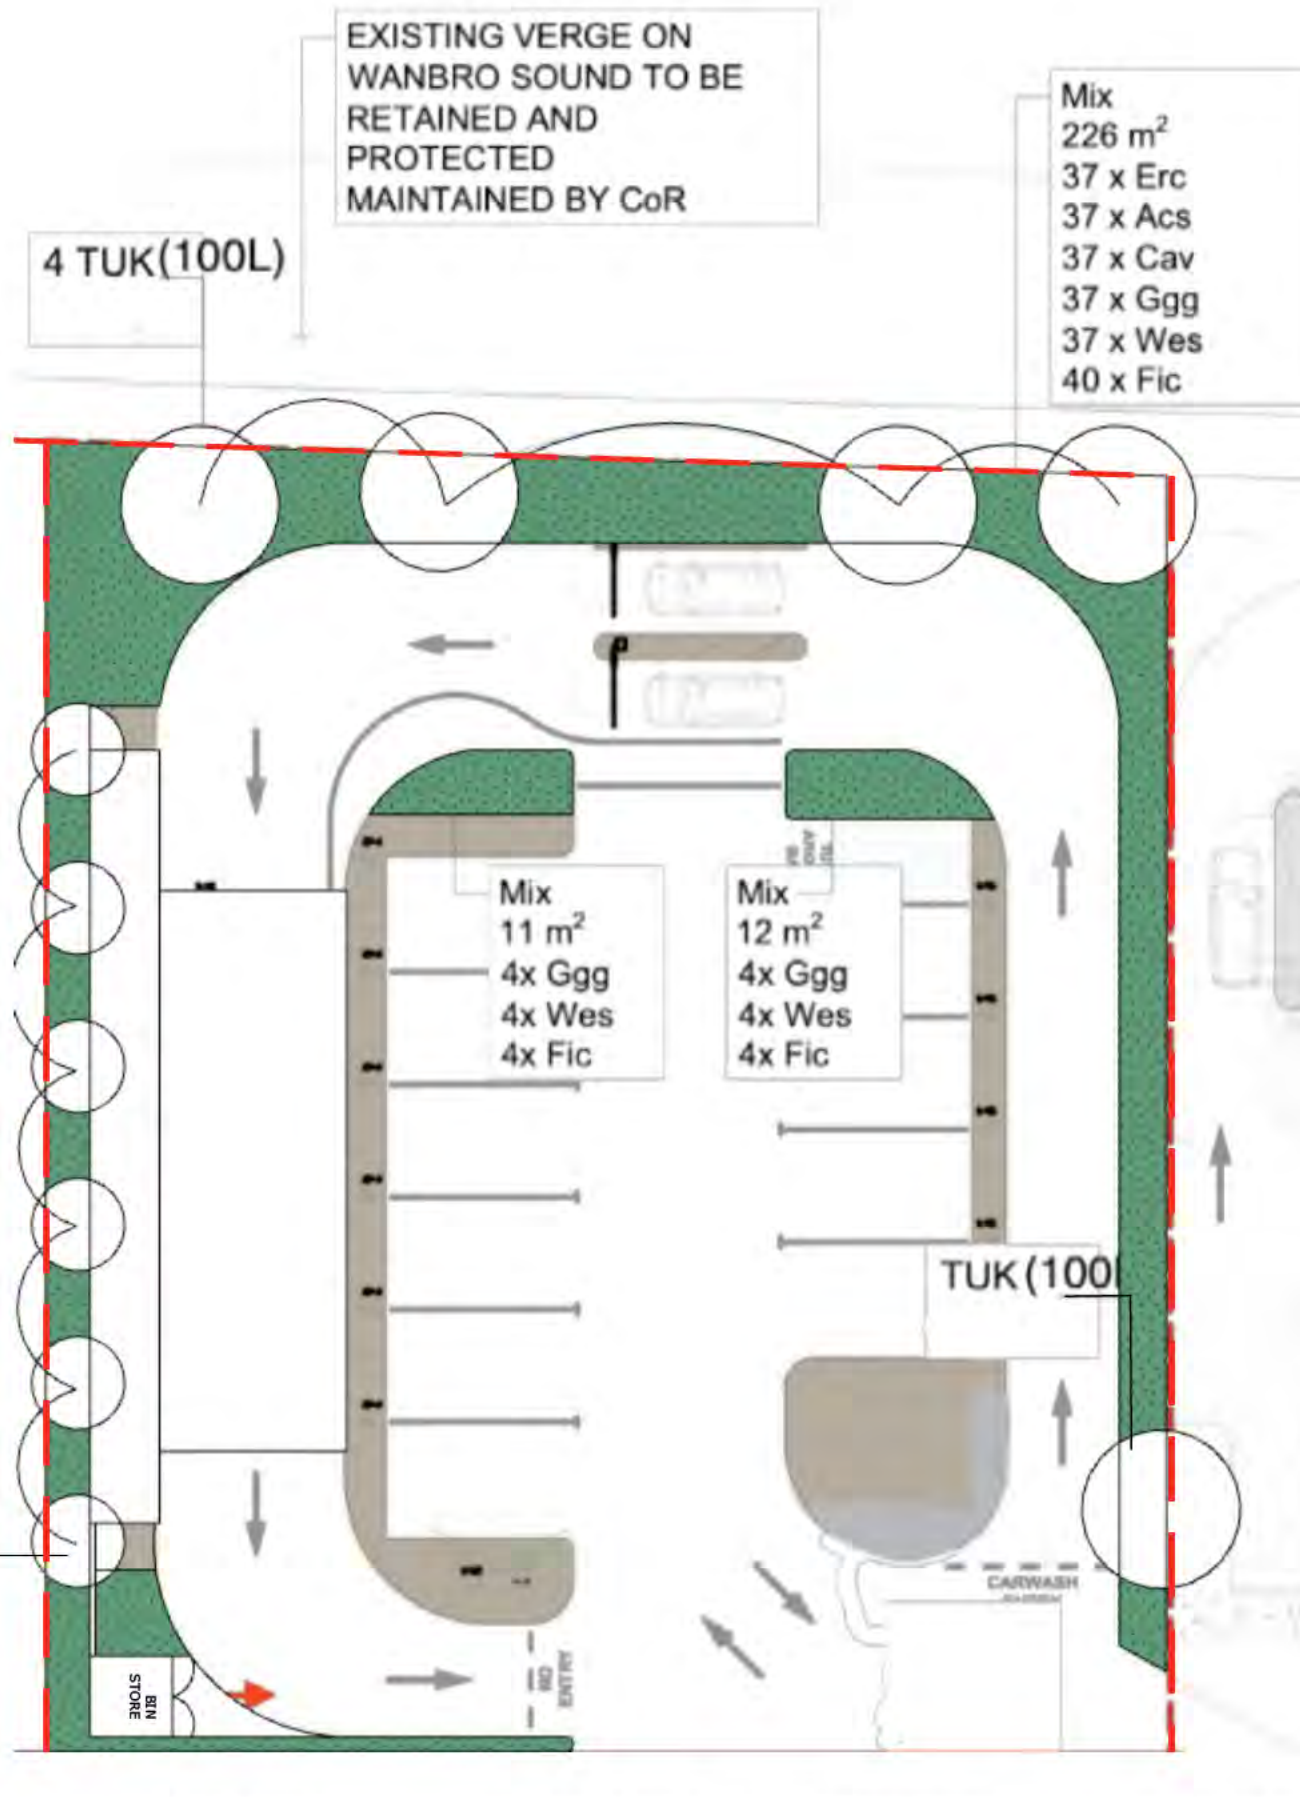 EXISTING VERGE ON
WANBRO SOUND TO BE
RETAINED AND
PROTECTED
MAINTAINED BY CoR
Mix
226 m²
37 x Erc
37 x Acs
37 x Cav
37 x Ggg
37 x Wes
40 x Fic
4 TUK(100L)
Mix
11 m²
4x Ggg
4x Wes
4x Fic
Mix
12 m²
4x Ggg
4x Wes
4x Fic
TUK(100
CARWASH
NO
ENTRY
BIN
STORE